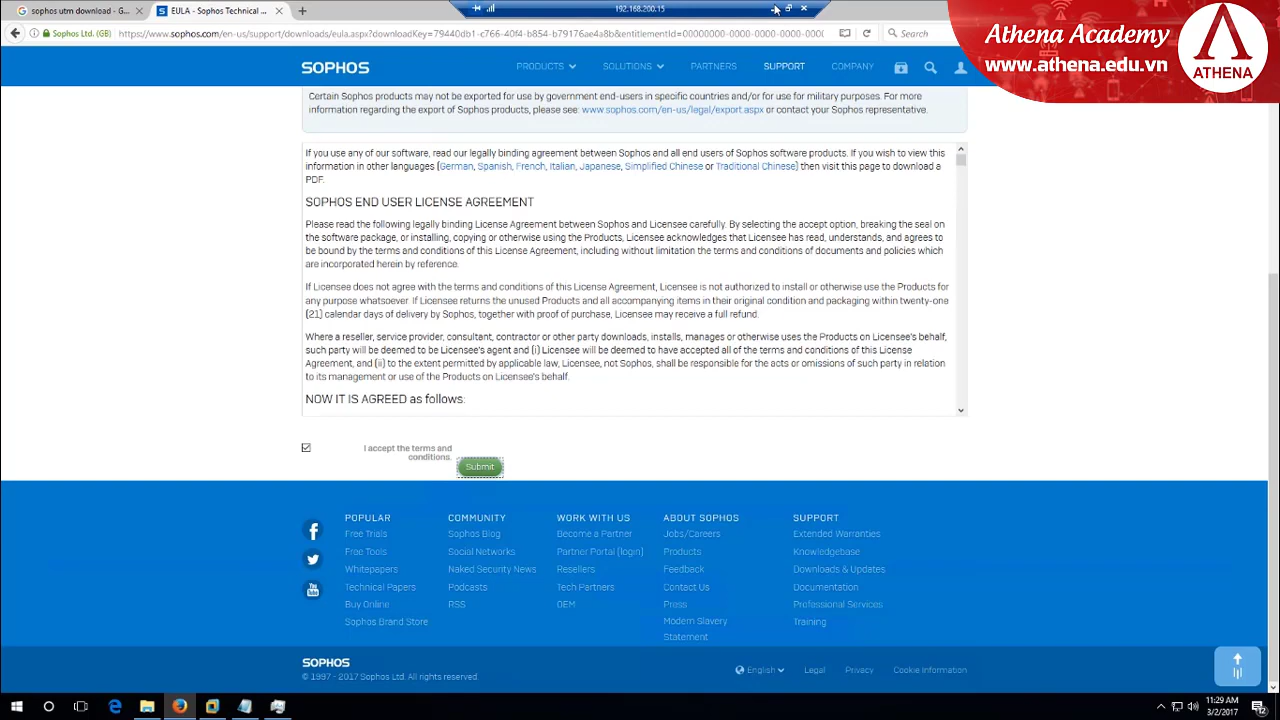 sophos utm download - G...
EULA - Sophos Technical ...
192.168.200.15
Sophos Ltd. (GB)
https://www.sophos.com/en-us/support/downloads/eula.aspx?downloadKey=79440db1-c766-40f4-b854-b79176ae4a8b&entitlementId=00000000-0000-0000-0000-0000
Search
Athena Academy
www.athena.edu.vn
ATHENA
SOPHOS
PRODUCTS
SOLUTIONS
PARTNERS
SUPPORT
COMPANY
Certain Sophos products may not be exported for use by government end-users in specific countries and/or for military purposes. For more
information regarding the export of Sophos products, please see: www.sophos.com/en-us/legal/export.aspx or contact your Sophos representative.
If you use any of our software, read our legally binding agreement between Sophos and all end users of Sophos software products. If you wish to view this
information in other languages (German, Spanish, French, Italian, Japanese, Simplified Chinese or Traditional Chinese) then visit this page to download a
PDF.
SOPHOS END USER LICENSE AGREEMENT
Please read the following legally binding License Agreement between Sophos and Licensee carefully. By selecting the accept option, breaking the seal on
the software package, or installing, copying or otherwise using the Products, Licensee acknowledges that Licensee has read, understands, and agrees to
be bound by the terms and conditions of this License Agreement, including without limitation the terms and conditions of documents and policies which
are incorporated herein by reference.
If Licensee does not agree with the terms and conditions of this License Agreement, Licensee is not authorized to install or otherwise use the Products for
any purpose whatsoever. If Licensee returns the unused Products and all accompanying items in their original condition and packaging within twenty-one
(21) calendar days of delivery by Sophos, together with proof of purchase, Licensee may receive a full refund.
Where a reseller, service provider, consultant, contractor or other party downloads, installs, manages or otherwise uses the Products on Licensee's behalf,
such party will be deemed to be Licensee's agent and (i) Licensee will be deemed to have accepted all of the terms and conditions of this License
Agreement, and (ii) to the extent permitted by applicable law, Licensee, not Sophos, shall be responsible for the acts or omissions of such party in relation
to its management or use of the Products on Licensee's behalf.
NOW IT IS AGREED as follows:
I accept the terms and
conditions.
Submit
POPULAR
Free Trials
Free Tools
Whitepapers
Technical Papers
Buy Online
Sophos Brand Store
COMMUNITY
Sophos Blog
Social Networks
Naked Security News
Podcasts
RSS
WORK WITH US
Become a Partner
Partner Portal (login)
Resellers
Tech Partners
OEM
ABOUT SOPHOS
Jobs/Careers
Products
Feedback
Contact Us
Press
Modern Slavery
Statement
SUPPORT
Extended Warranties
Knowledgebase
Downloads & Updates
Documentation
Professional Services
Training
SOPHOS
© 1997 - 2017 Sophos Ltd. All rights reserved.
English
Legal
Privacy
Cookie Information
11:29 AM
3/2/2017
12